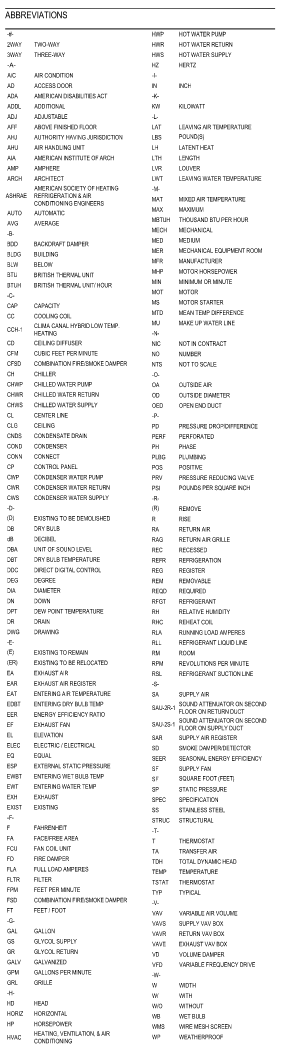 ABBREVIATIONS
-#-
2WAY TWO-WAY
3WAY THREE-WAY
-A-
A/C AIR CONDITION
AD ACCESS DOOR
ADA AMERICAN DISABILITIES ACT
ADDL ADDITIONAL
ADJ ADJUSTABLE
AFF ABOVE FINISHED FLOOR
AHJ AUTHORITY HAVING JURISDICTION
AHU AIR HANDLING UNIT
AIA AMERICAN INSTITUTE OF ARCH
AMP AMPHERE
ARCH ARCHITECT
ASHRAE AMERICAN SOCIETY OF HEATING
REFRIGERATION & AIR
CONDITIONING ENGINEERS
AUTO AUTOMATIC
AVG AVERAGE
-B-
BDD BACKDRAFT DAMPER
BLDG BUILDING
BLW BELOW
BTU BRITISH THERMAL UNIT
BTUH BRITISH THERMAL UNIT/ HOUR
-C-
CAP CAPACITY
CC COOLING COIL
CCH-1 CLIMA CANAL HYBRID LOW TEMP.
HEATING
CD CEILING DIFFUSER
CFM CUBIC FEET PER MINUTE
CFSD COMBINATION FIRE/SMOKE DAMPER
CH CHILLER
CHWP CHILLED WATER PUMP
CHWR CHILLED WATER RETURN
CHWS CHILLED WATER SUPPLY
CL CENTER LINE
CLG CEILING
CNDS CONDENSATE DRAIN
COND CONDENSER
CONN CONNECT
CP CONTROL PANEL
CWP CONDENSER WATER PUMP
CWR CONDENSER WATER RETURN
CWS CONDENSER WATER SUPPLY
-D-
(D) EXISTING TO BE DEMOLISHED
DB DRY BULB
dB DECIBEL
DBA UNIT OF SOUND LEVEL
DBT DRY BULB TEMPERATURE
DDC DIRECT DIGITAL CONTROL
DEG DEGREE
DIA DIAMETER
DN DOWN
DPT DEW POINT TEMPERATURE
DR DRAIN
DWG DRAWING
-E-
(E) EXISTING TO REMAIN
(ER) EXISTING TO BE RELOCATED
EA EXHAUST AIR
EAR EXHAUST AIR REGISTER
EAT ENTERING AIR TEMPERATURE
EDBT ENTERING DRY BULB TEMP
EER ENERGY EFFICIENCY RATIO
EF EXHAUST FAN
EL ELEVATION
ELEC ELECTRIC / ELECTRICAL
EQ EQUAL
ESP EXTERNAL STATIC PRESSURE
EWBT ENTERING WET BULB TEMP
EWT ENTERING WATER TEMP
EXH EXHAUST
EXIST EXISTING
-F-
F FAHRENHEIT
FA FACE/FREE AREA
FCU FAN COIL UNIT
FD FIRE DAMPER
FLA FULL LOAD AMPERES
FLTR FILTER
FPM FEET PER MINUTE
FSD COMBINATION FIRE/SMOKE DAMPER
FT FEET / FOOT
-G-
GAL GALLON
GS GLYCOL SUPPLY
GR GLYCOL RETURN
GALV GALVANIZED
GPM GALLONS PER MINUTE
GRL GRILLE
-H-
HD HEAD
HORIZ HORIZONTAL
HP HORSEPOWER
HVAC HEATING, VENTILATION, & AIR
CONDITIONING
HWP HOT WATER PUMP
HWR HOT WATER RETURN
HWS HOT WATER SUPPLY
HZ HERTZ
-I-
IN INCH
-K-
KW KILOWATT
-L-
LAT LEAVING AIR TEMPERATURE
LBS POUND(S)
LH LATENT HEAT
LTH LENGTH
LVR LOUVER
LWT LEAVING WATER TEMPERATURE
-M-
MAT MIXED AIR TEMPERATURE
MAX MAXIMUM
MBTUH THOUSAND BTU PER HOUR
MECH MECHANICAL
MED MEDIUM
MER MECHANICAL EQUIPMENT ROOM
MFR MANUFACTURER
MHP MOTOR HORSEPOWER
MIN MINIMUM OR MINUTE
MOT MOTOR
MS MOTOR STARTER
MTD MEAN TEMP DIFFERENCE
MU MAKE UP WATER LINE
-N-
NIC NOT IN CONTRACT
NO NUMBER
NTS NOT TO SCALE
-O-
OA OUTSIDE AIR
OD OUTSIDE DIAMETER
OED OPEN END DUCT
-P-
PD PRESSURE DROP/DIFFERENCE
PERF PERFORATED
PH PHASE
PLBG PLUMBING
POS POSITIVE
PRV PRESSURE REDUCING VALVE
PSI POUNDS PER SQUARE INCH
-R-
(R) REMOVE
R RISE
RA RETURN AIR
RAG RETURN AIR GRILLE
REC RECESSED
REFR REFRIGERATION
REG REGISTER
REM REMOVABLE
REQD REQUIRED
RFGT REFRIGERANT
RH RELATIVE HUMIDITY
RHC REHEAT COIL
RLA RUNNING LOAD AMPERES
RLL REFRIGERANT LIQUID LINE
RM ROOM
RPM REVOLUTIONS PER MINUTE
RSL REFRIGERANT SUCTION LINE
-S-
SA SUPPLY AIR
SAU-2R-1 SOUND ATTENUATOR ON SECOND
FLOOR ON RETURN DUCT
SAU-2S-1 SOUND ATTENUATOR ON SECOND
FLOOR ON SUPPLY DUCT
SAR SUPPLY AIR REGISTER
SD SMOKE DAMPER/DETECTOR
SEER SEASONAL ENERGY EFFICIENCY
SF SUPPLY FAN
SF SQUARE FOOT (FEET)
SP STATIC PRESSURE
SPEC SPECIFICATION
SS STAINLESS STEEL
STRUC STRUCTURAL
-T-
T THERMOSTAT
TA TRANSFER AIR
TDH TOTAL DYNAMIC HEAD
TEMP TEMPERATURE
TSTAT THERMOSTAT
TYP TYPICAL
-V-
VAV VARIABLE AIR VOLUME
VAVS SUPPLY VAV BOX
VAVR RETURN VAV BOX
VAVE EXHAUST VAV BOX
VD VOLUME DAMPER
VFD VARIABLE FREQUENCY DRIVE
-W-
W WIDTH
W/ WITH
W/O WITHOUT
WB WET BULB
WMS WIRE MESH SCREEN
WP WEATHERPROOF